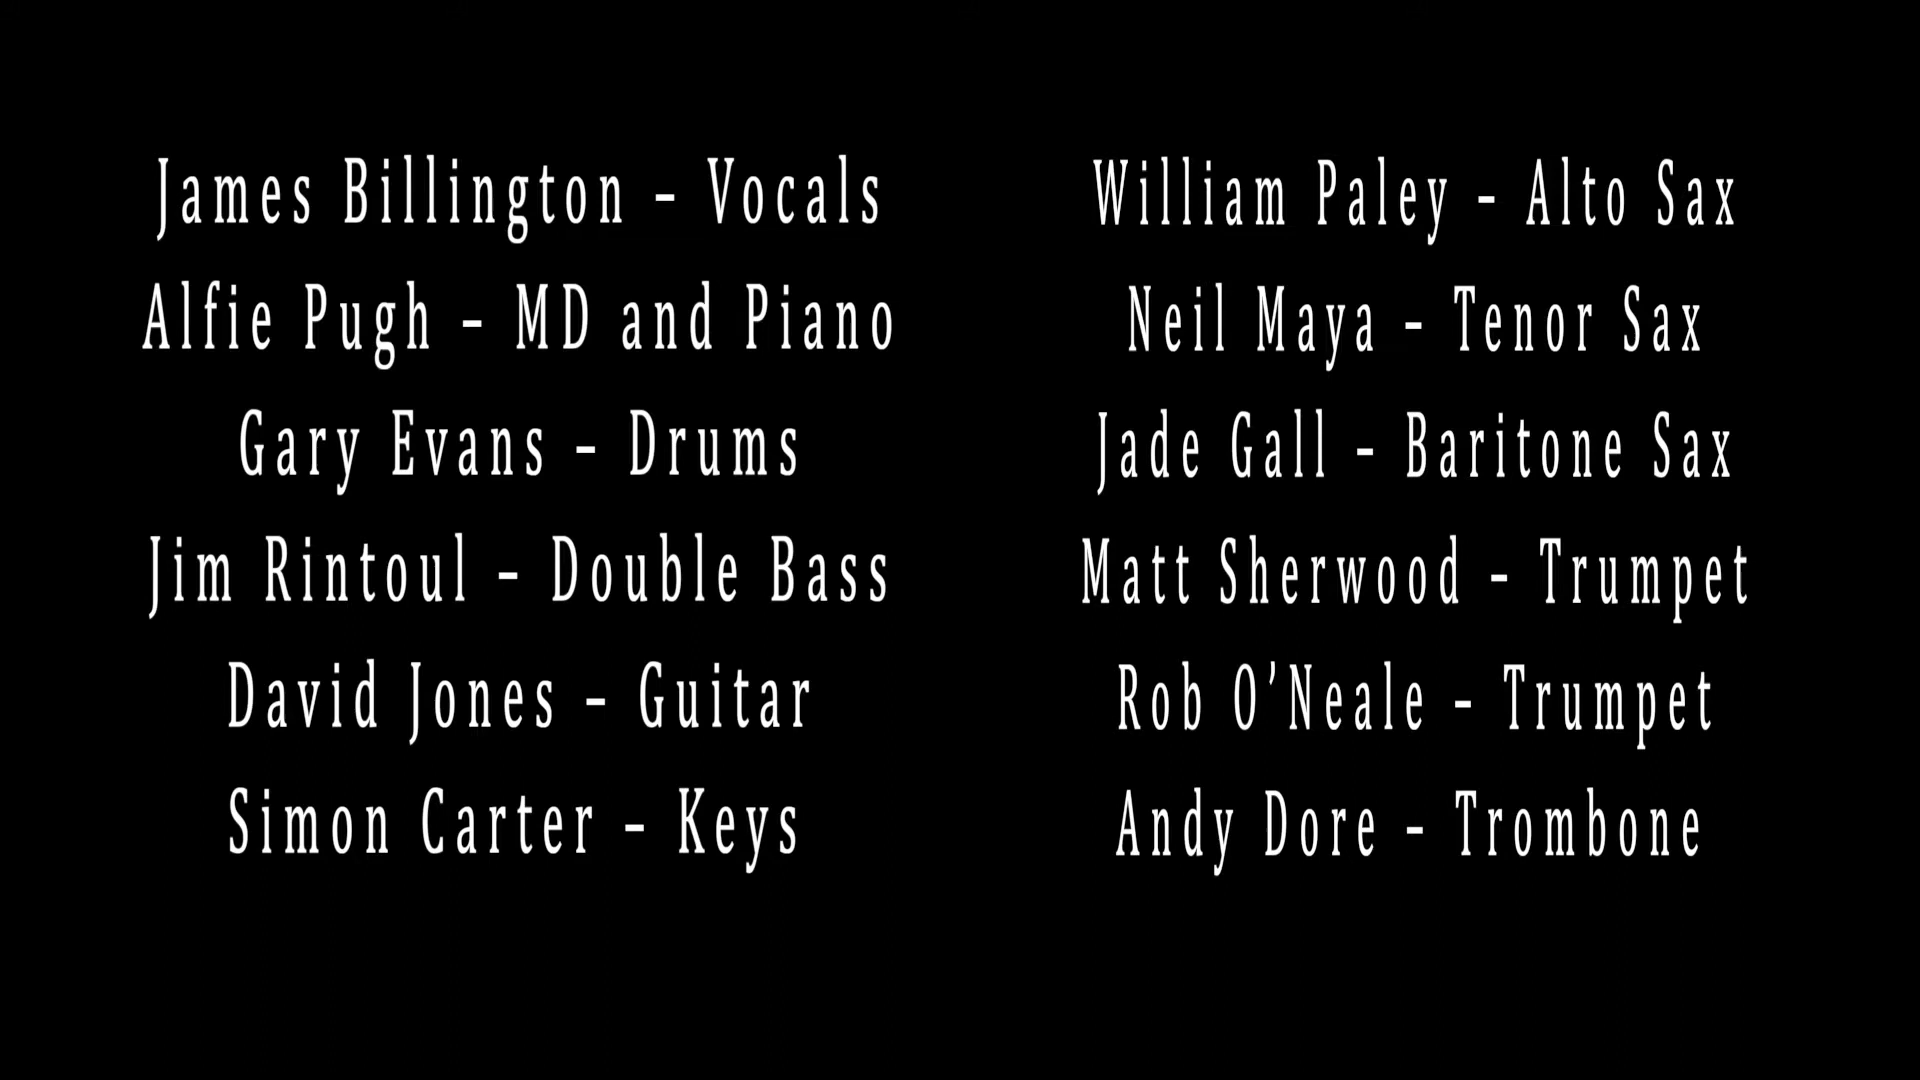 James Billington – Vocals
Alfie Pugh – MD and Piano
Gary Evans – Drums
Jim Rintoul – Double Bass
David Jones – Guitar
Simon Carter – Keys
William Paley – Alto Sax
Neil Maya – Tenor Sax
Jade Gall – Baritone Sax
Matt Sherwood – Trumpet
Rob O’Neale – Trumpet
Andy Dore – Trombone